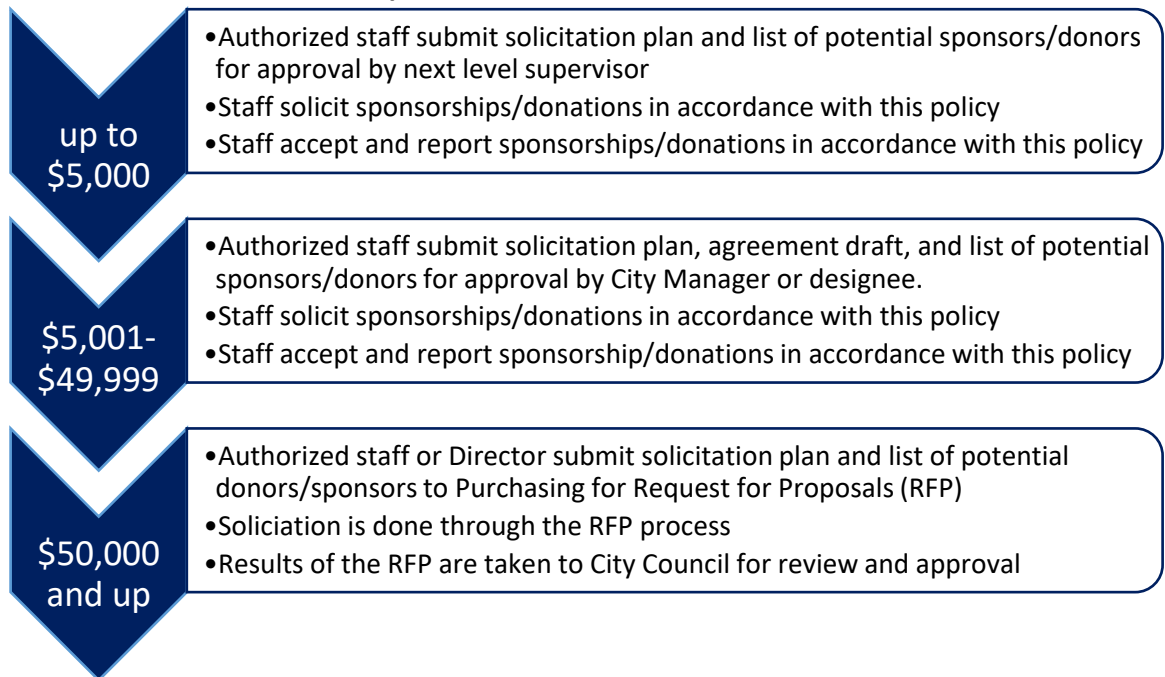 up to
$5,000
•Authorized staff submit solicitation plan and list of potential sponsors/donors
for approval by next level supervisor
•Staff solicit sponsorships/donations in accordance with this policy
•Staff accept and report sponsorships/donations in accordance with this policy
$5,001-
$49,999
•Authorized staff submit solicitation plan, agreement draft, and list of potential
sponsors/donors for approval by City Manager or designee.
•Staff solicit sponsorships/donations in accordance with this policy
•Staff accept and report sponsorship/donations in accordance with this policy
$50,000
and up
•Authorized staff or Director submit solicitation plan and list of potential
donors/sponsors to Purchasing for Request for Proposals (RFP)
•Soliciation is done through the RFP process
•Results of the RFP are taken to City Council for review and approval